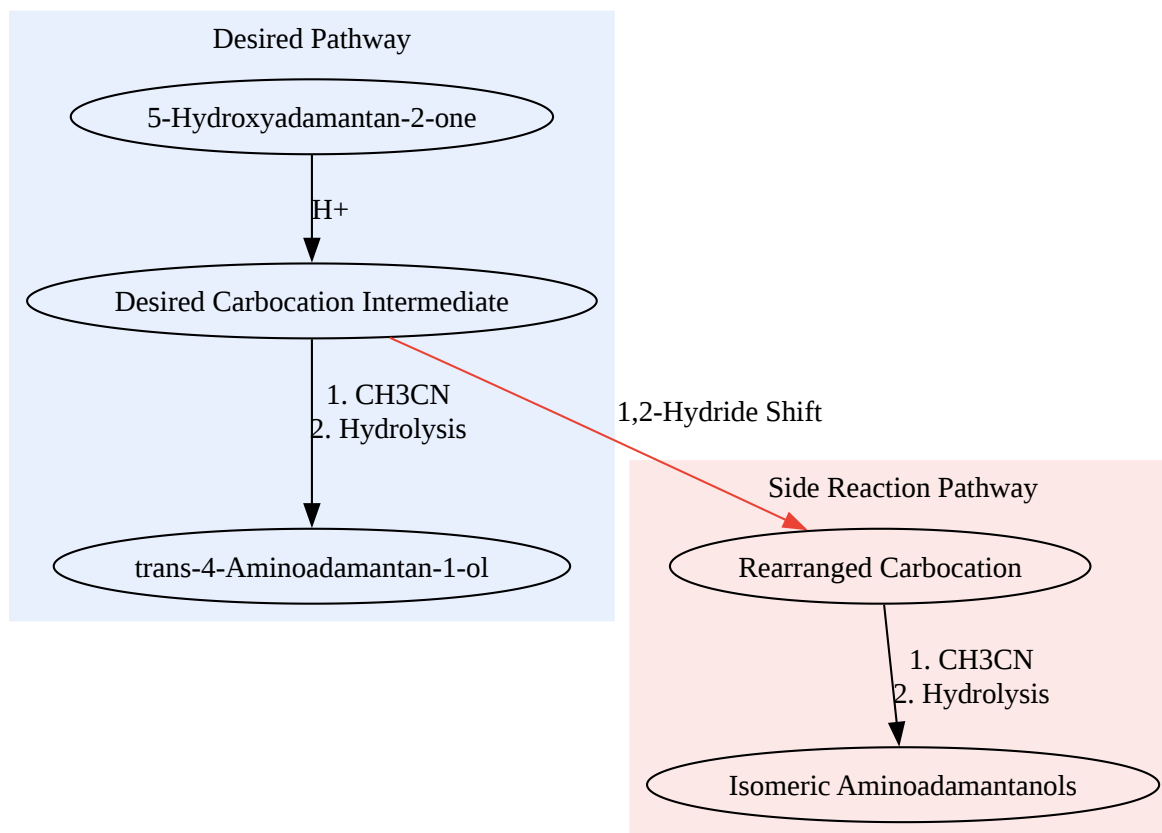 Desired Pathway
5-Hydroxyadamantan-2-one
H+
Desired Carbocation Intermediate
1. CH3CN
2. Hydrolysis
1,2-Hydride Shift
trans-4-Aminoadamantan-1-ol
Side Reaction Pathway
Rearranged Carbocation
1. CH3CN
2. Hydrolysis
Isomeric Aminoadamantanols